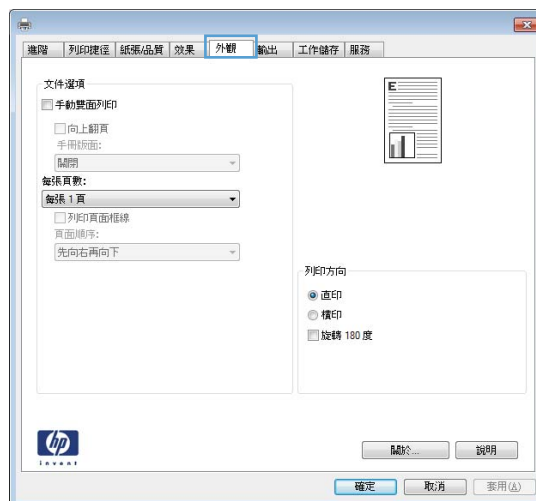 進階 列印捷徑 紙張/品質 效果 外觀 輸出 工作儲存 服務
文件選項
手動雙面列印
向上翻頁
手冊版面:
關閉
每張頁數:
每張 1 頁
列印頁面框線
頁面順序:
先向右再向下
E
列印方向
直印
橫印
旋轉 180 度
hp
invent
關於... 說明
確定 取消 套用(A)